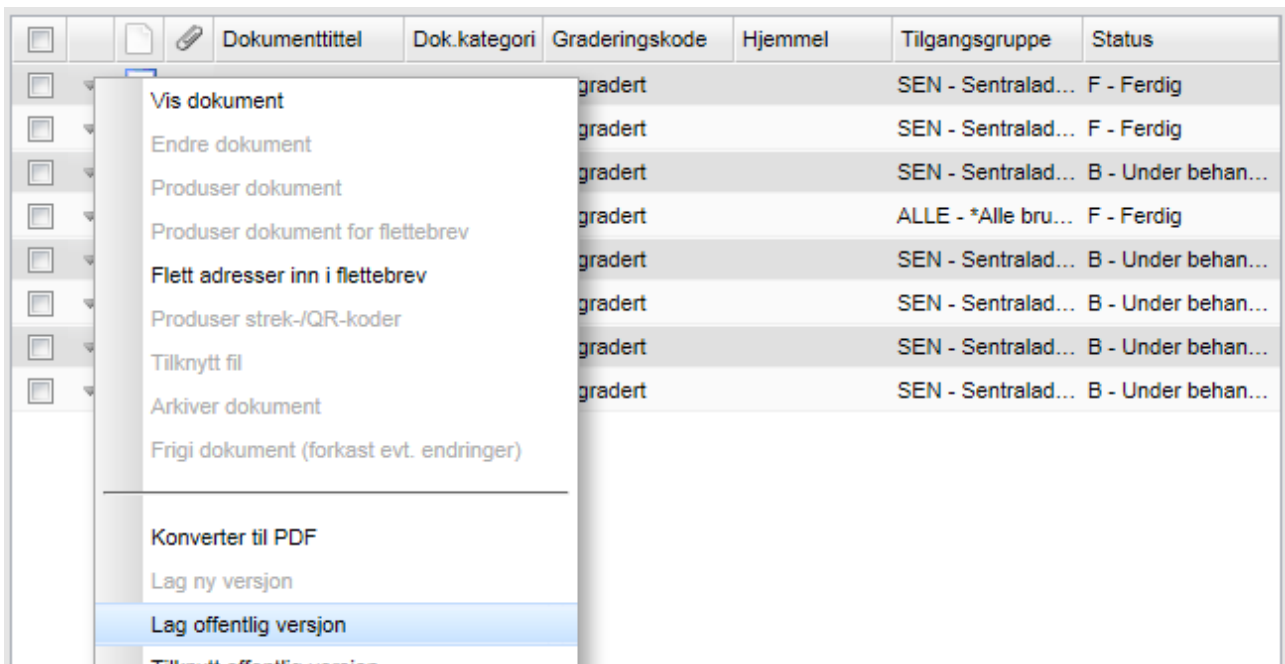 Dokumenttittel Dok.kategori Graderingskode Hjemmel Tilgangsgruppe Status
gradert SEN - Sentralad... F - Ferdig
Vis dokument
gradert SEN - Sentralad... F - Ferdig
Endre dokument
gradert SEN - Sentralad... B - Under behan...
Produser dokument
gradert ALLE - *Alle bru... F - Ferdig
Produser dokument for flettebrev
gradert SEN - Sentralad... B - Under behan...
Flett adresser inn i flettebrev
gradert SEN - Sentralad... B - Under behan...
Produser strek-/QR-koder
gradert SEN - Sentralad... B - Under behan...
Tilknytt fil
gradert SEN - Sentralad... B - Under behan...
Arkiver dokument
Frigi dokument (forkast evt. endringer)
Konverter til PDF
Lag ny versjon
Lag offentlig versjon
Tilknytt offentlig versjon